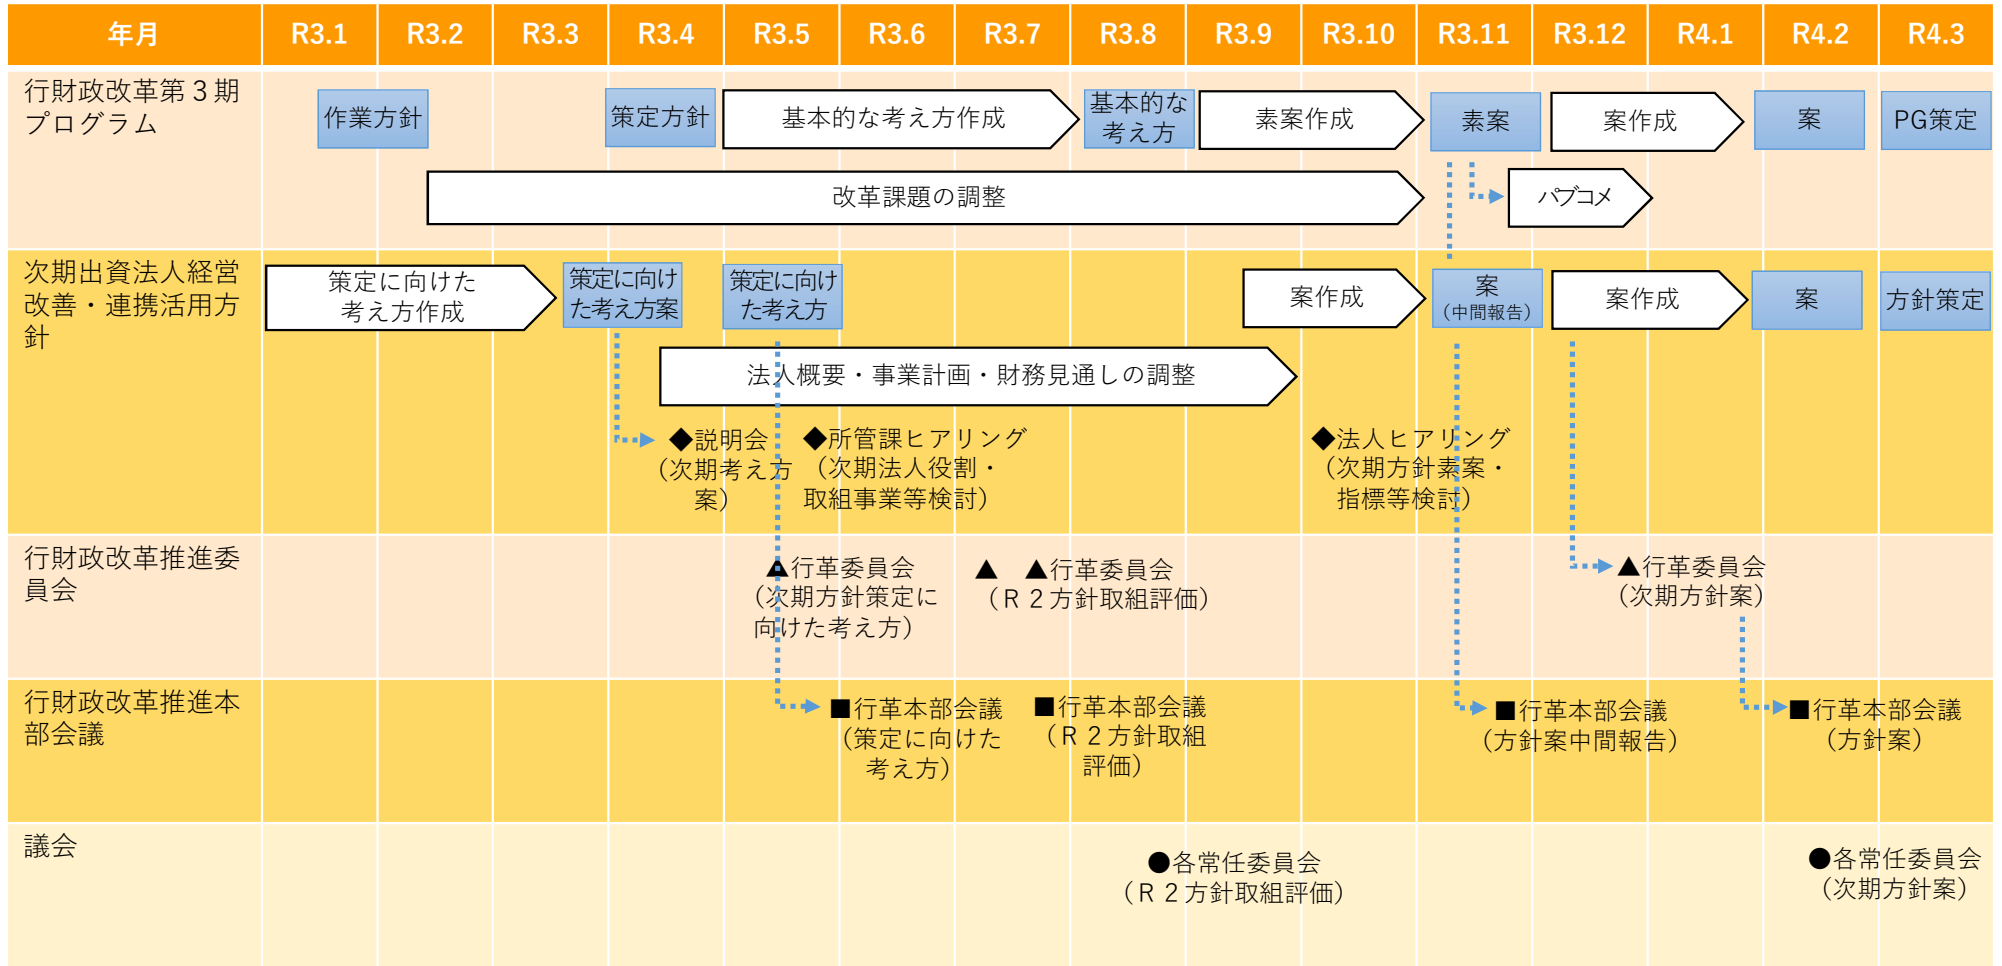 年月 R3.1 R3.2 R3.3 R3.4 R3.5 R3.6 R3.7 R3.8 R3.9 R3.10 R3.11 R3.12 R4.1 R4.2 R4.3
行財政改革第３期
プログラム
作業方針
策定方針
基本的な考え方作成
基本的な
考え方
素案作成
素案
案作成
案
PG策定
改革課題の調整
パブコメ
次期出資法人経営
改善・連携活用方
針
策定に向けた
考え方作成
策定に向け
た考え方案
策定に向け
た考え方
案作成
案
（中間報告）
案作成
案
方針策定
法人概要・事業計画・財務見通しの調整
◆説明会
（次期考え方
案）
◆所管課ヒアリング
（次期法人役割・
取組事業等検討）
◆法人ヒアリング
（次期方針素案・
指標等検討）
行財政改革推進委
員会
▲行革委員会
（次期方針策定に
向けた考え方）
▲ ▲行革委員会
（Ｒ２方針取組評価）
▲行革委員会
（次期方針案）
行財政改革推進本
部会議
■行革本部会議
（策定に向けた
考え方）
■行革本部会議
（Ｒ２方針取組
評価）
■行革本部会議
（方針案中間報告）
■行革本部会議
（方針案）
議会
●各常任委員会
（Ｒ２方針取組評価）
●各常任委員会
（次期方針案）